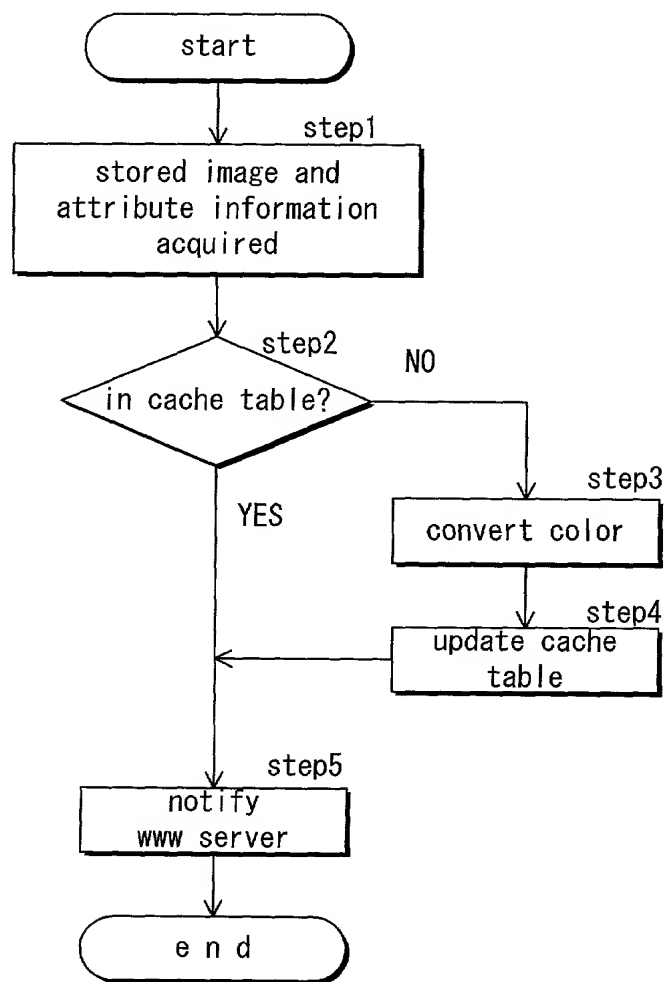 start
step1
stored image and
attribute information
acquired
step2
in cache table?
NO
YES
step3
convert color
step4
update cache
table
step5
notify
www server
e n d